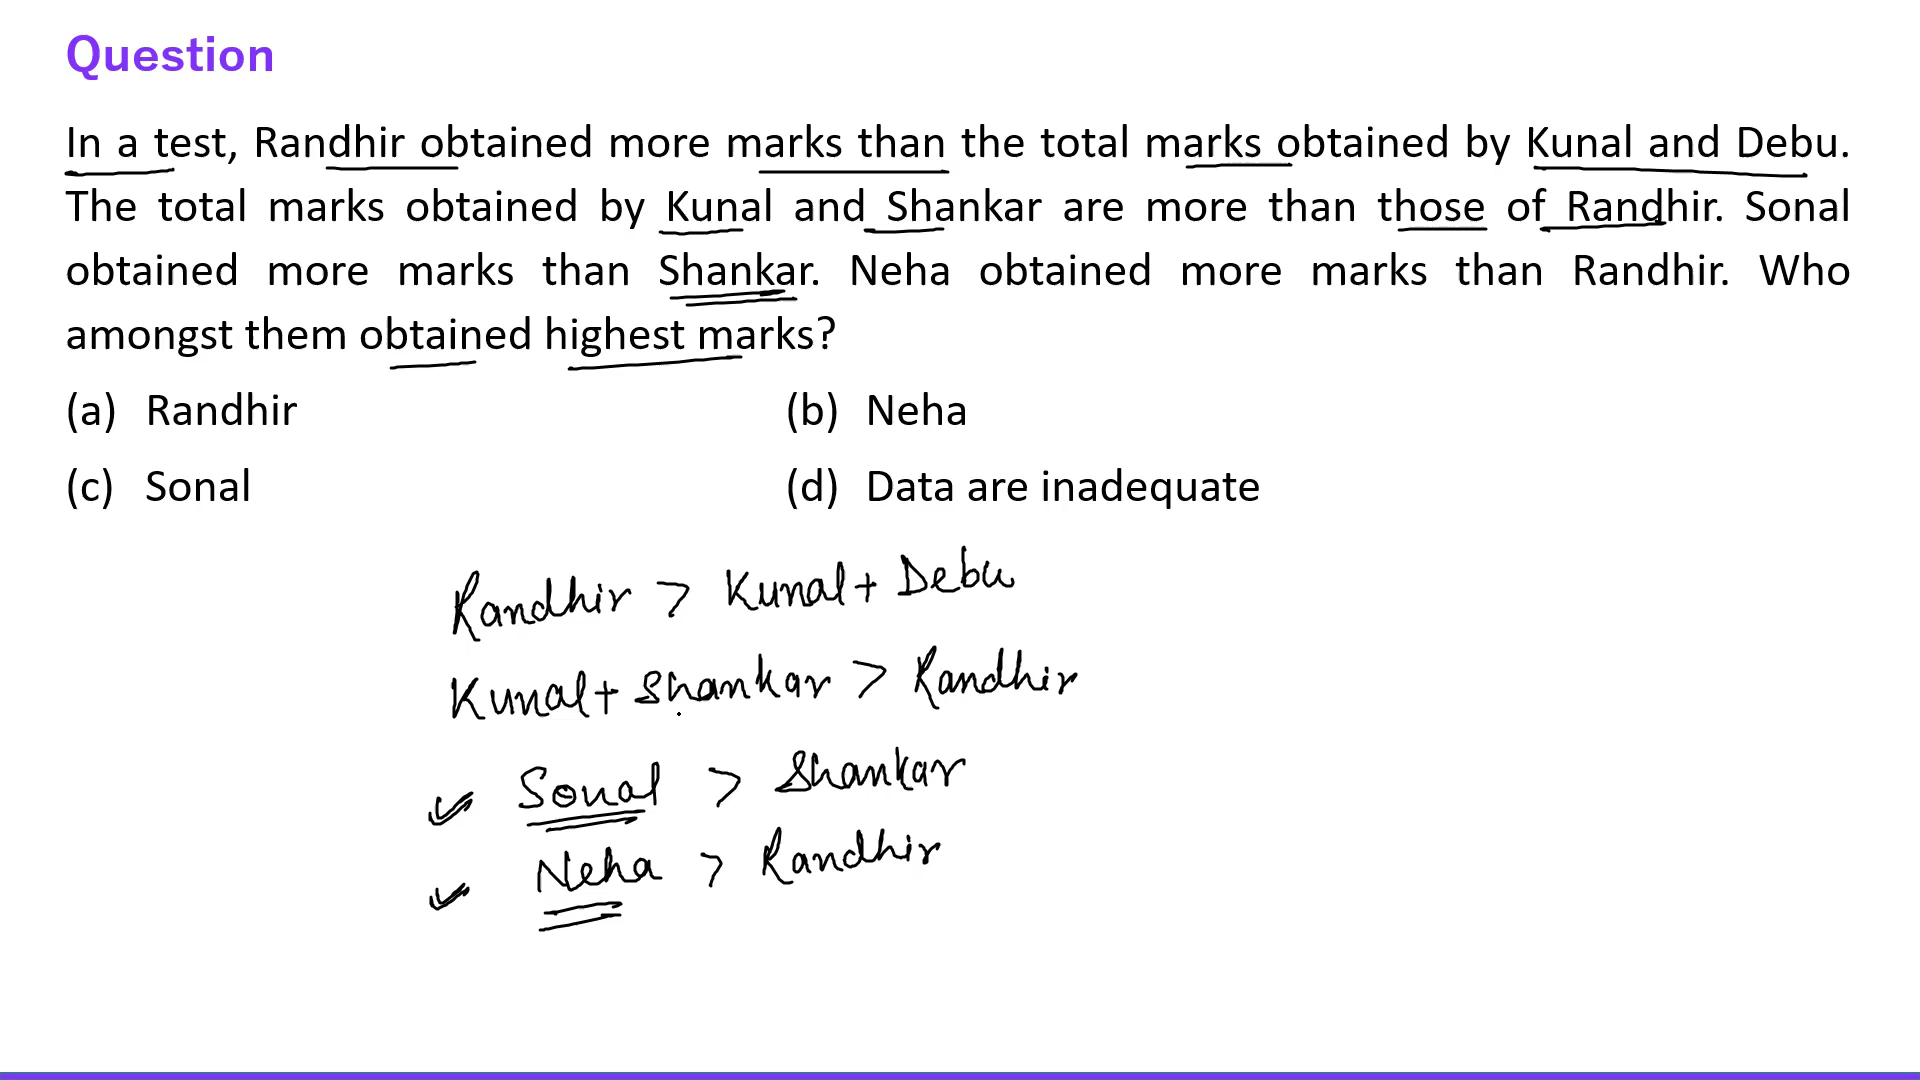 Question
In a test, Randhir obtained more marks than the total marks obtained by Kunal and Debu.
The total marks obtained by Kunal and Shankar are more than those of Randhir. Sonal
obtained more marks than Shankar. Neha obtained more marks than Randhir. Who
amongst them obtained highest marks?
(a) Randhir (b) Neha
(c) Sonal (d) Data are inadequate
Randhir > Kunal + Debu
Kunal + Shankar > Randhir
Sonal > Shankar
Neha > Randhir